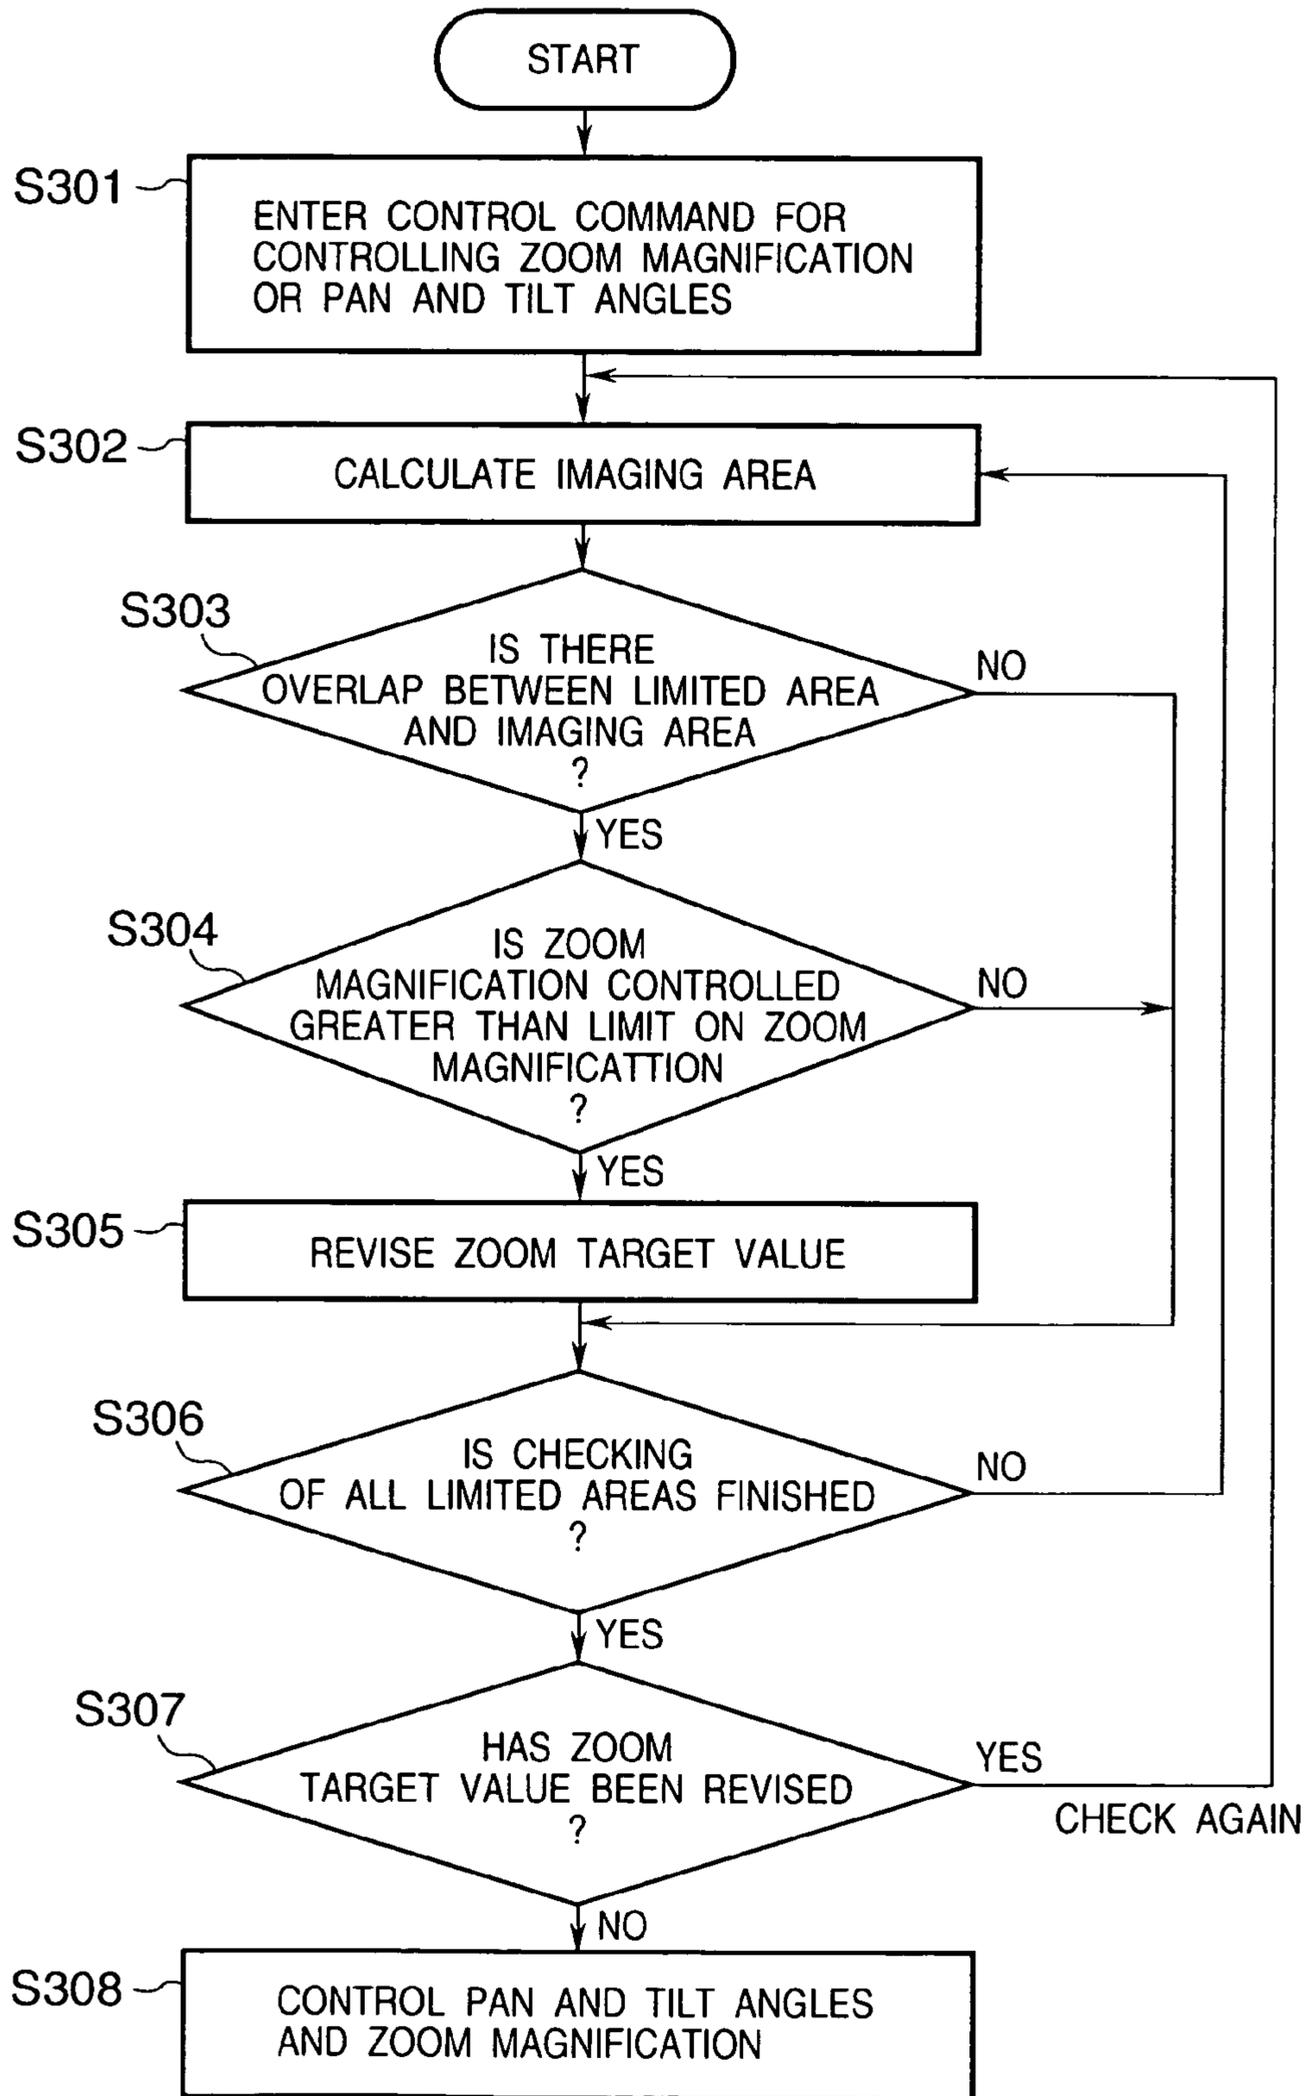 START
S301
ENTER CONTROL COMMAND FOR
CONTROLLING ZOOM MAGNIFICATION
OR PAN AND TILT ANGLES
S302
CALCULATE IMAGING AREA
S303
IS THERE
OVERLAP BETWEEN LIMITED AREA
AND IMAGING AREA
?
NO
YES
S304
IS ZOOM
MAGNIFICATION CONTROLLED
GREATER THAN LIMIT ON ZOOM
MAGNIFICATTION
?
NO
YES
S305
REVISE ZOOM TARGET VALUE
S306
IS CHECKING
OF ALL LIMITED AREAS FINISHED
?
NO
YES
S307
HAS ZOOM
TARGET VALUE BEEN REVISED
?
YES
CHECK AGAIN
NO
S308
CONTROL PAN AND TILT ANGLES
AND ZOOM MAGNIFICATION